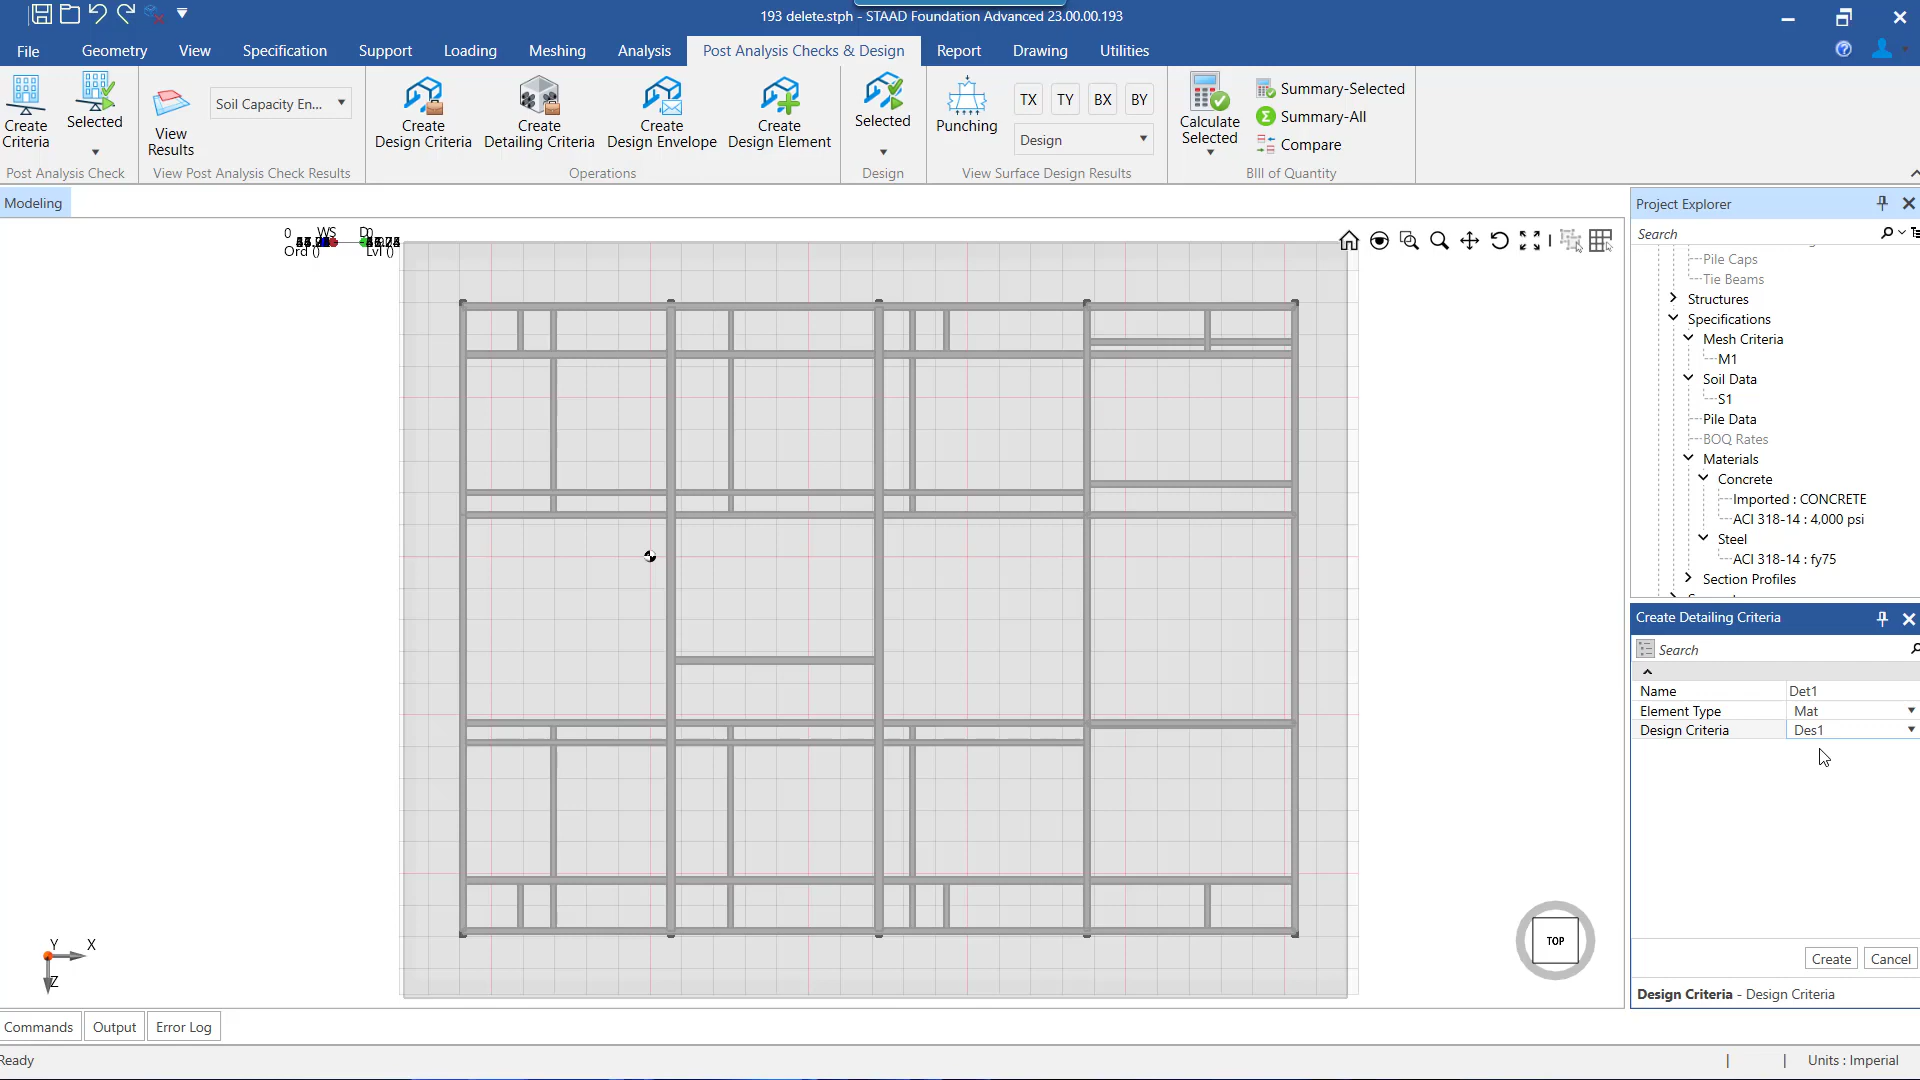 193 delete.stph - STAAD Foundation Advanced 23.00.00.193
File Geometry View Specification Support Loading Meshing Analysis Post Analysis Checks & Design Report Drawing Utilities
Create Criteria
Selected
Post Analysis Check
View Results
Soil Capacity En...
View Post Analysis Check Results
Create Design Criteria
Create Detailing Criteria
Create Design Envelope
Create Design Element
Operations
Selected
Design
Punching
TX TY BX BY
Design
View Surface Design Results
Calculate Selected
Summary-Selected
Summary-All
Compare
BIll of Quantity
Modeling
0 WS
Ord ()
Lvl ()
Project Explorer
Search
Pile Caps
Tie Beams
Structures
Specifications
Mesh Criteria
M1
Soil Data
S1
Pile Data
BOQ Rates
Materials
Concrete
Imported : CONCRETE
ACI 318-14 : 4,000 psi
Steel
ACI 318-14 : fy75
Section Profiles
Create Detailing Criteria
Search
Name Det1
Element Type Mat
Design Criteria Des1
Create Cancel
Design Criteria - Design Criteria
Y X
Z
TOP
Commands Output Error Log
Ready
Units : Imperial